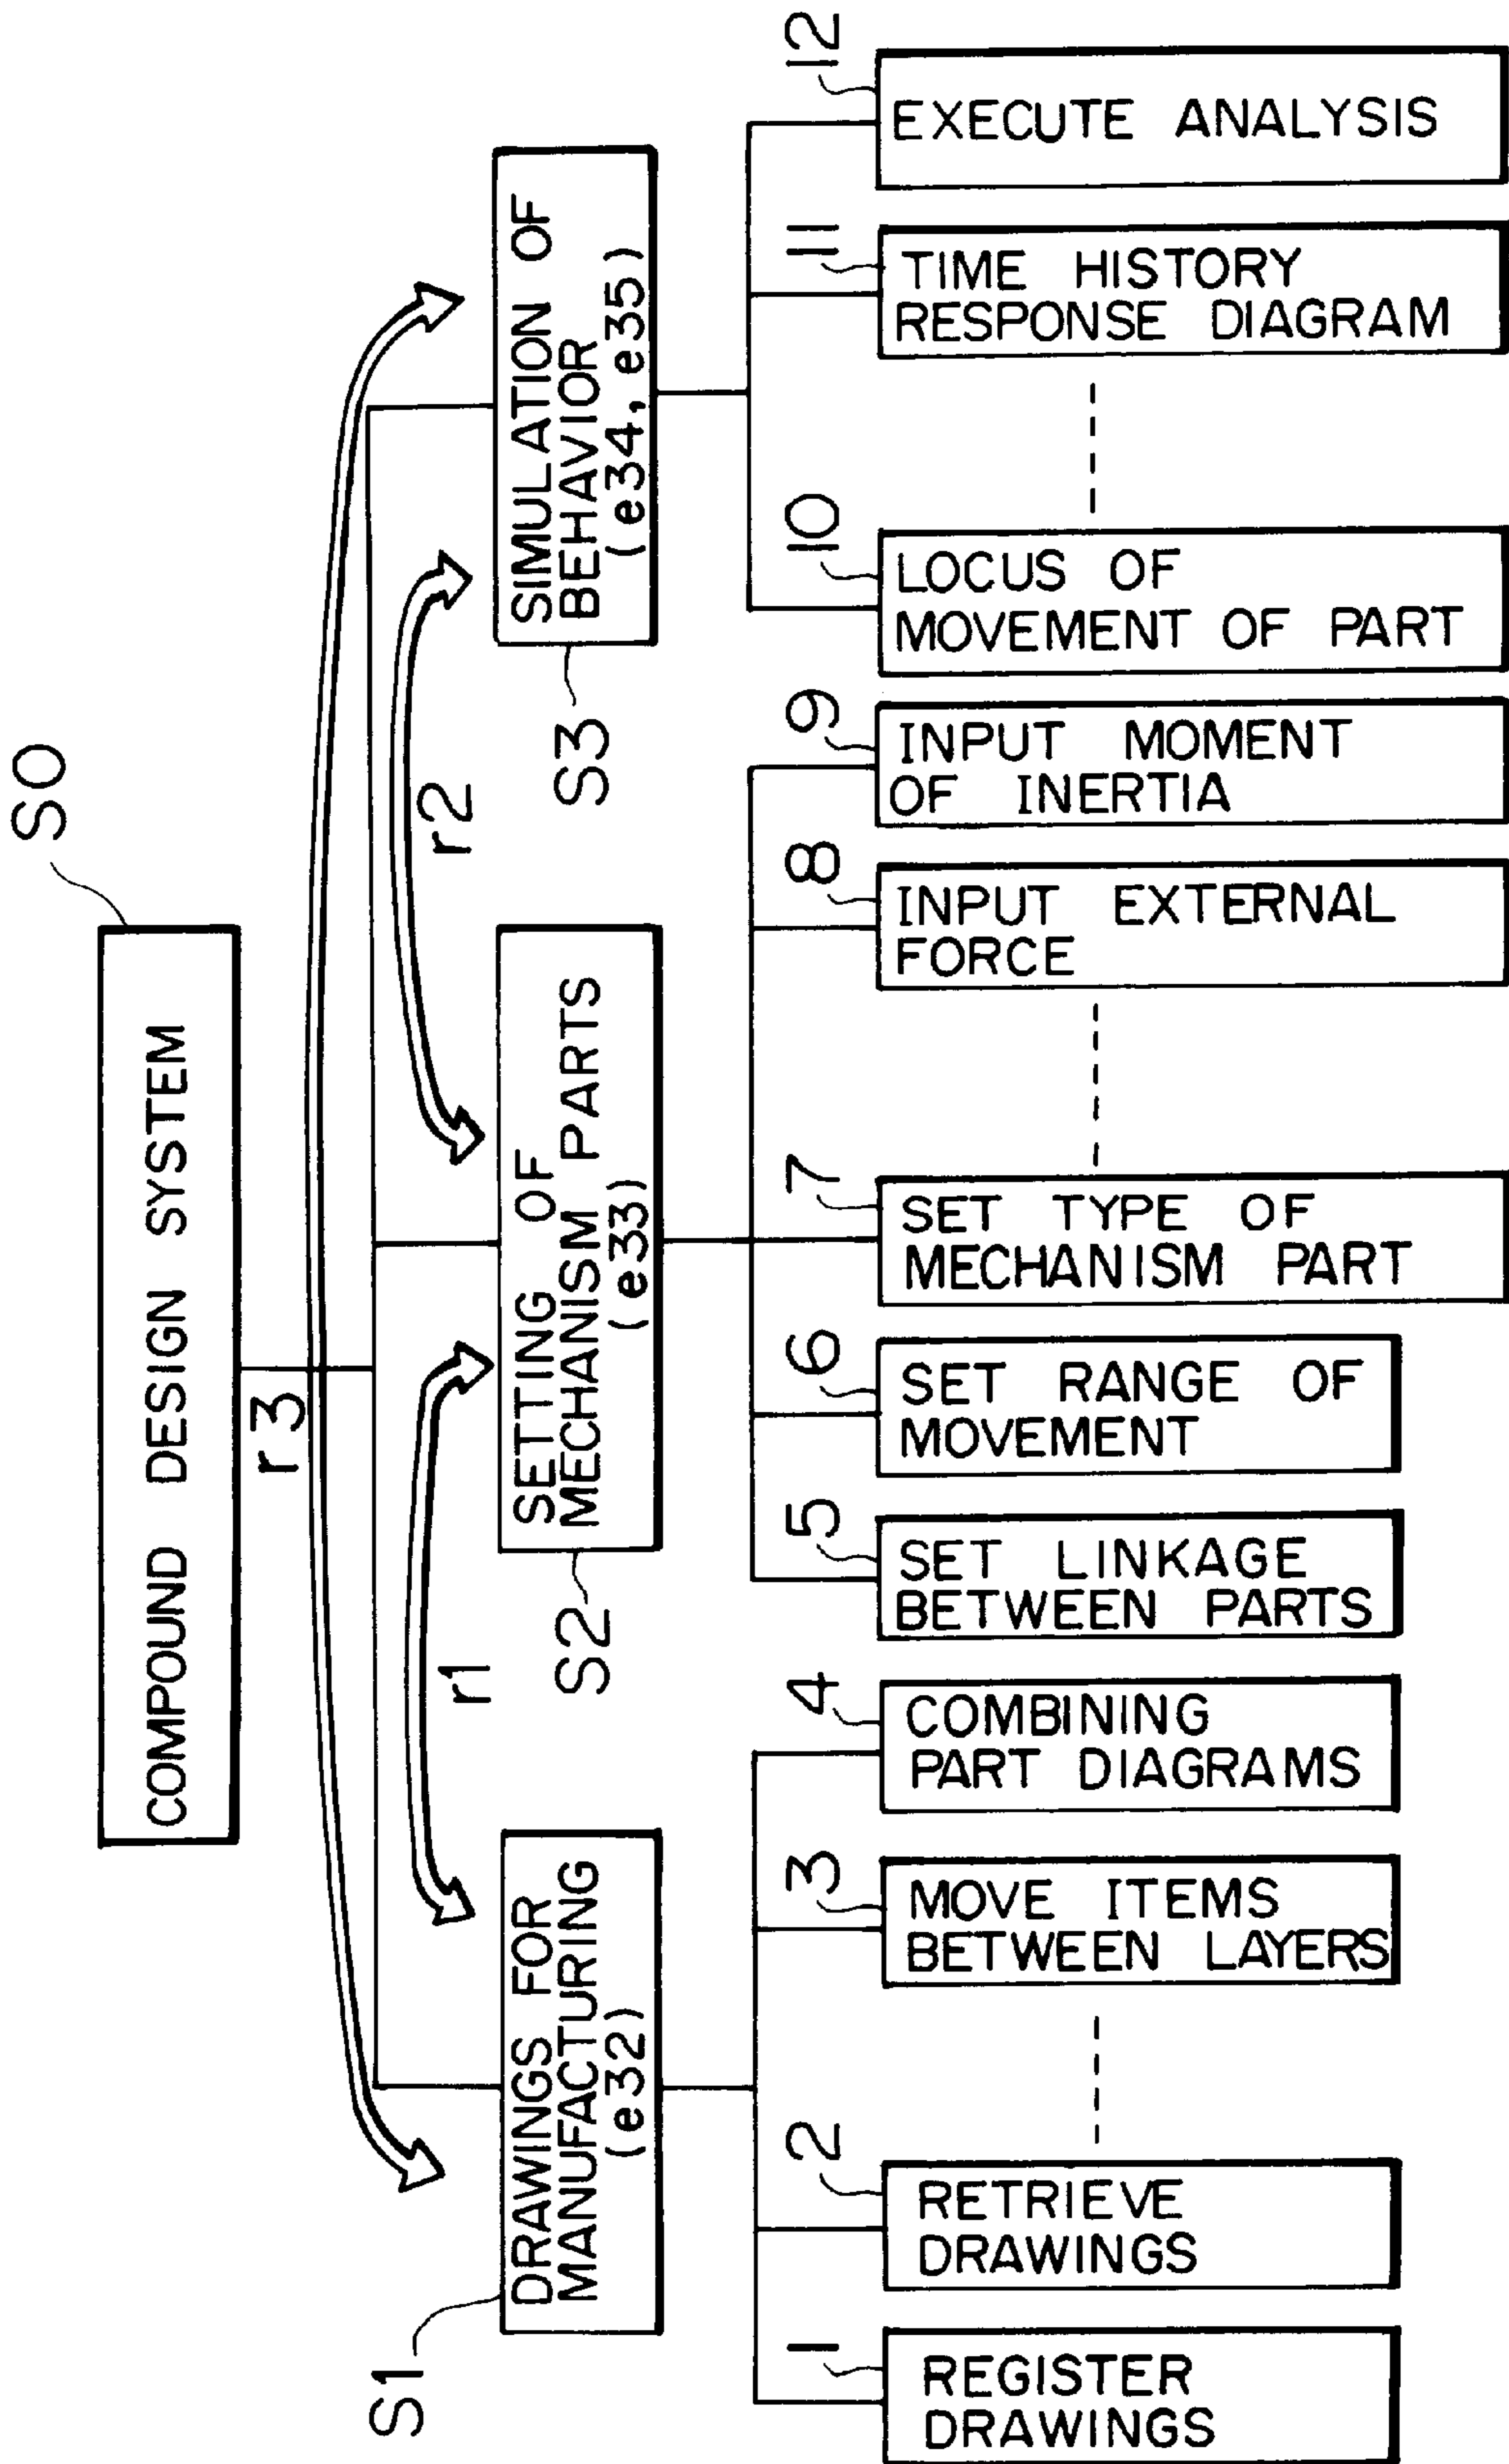 S0
COMPOUND DESIGN SYSTEM
r3
r1
r2
S1
DRAWINGS FOR
MANUFACTURING
(e32)
S2
SETTING OF
MECHANISM PARTS
(e33)
S3
SIMULATION OF
BEHAVIOR
(e34, e35)
1
REGISTER
DRAWINGS
2
RETRIEVE
DRAWINGS
3
MOVE ITEMS
BETWEEN LAYERS
4
COMBINING
PART DIAGRAMS
5
SET LINKAGE
BETWEEN PARTS
6
SET RANGE OF
MOVEMENT
7
SET TYPE OF
MECHANISM PART
8
INPUT EXTERNAL
FORCE
9
INPUT MOMENT
OF INERTIA
10
LOCUS OF
MOVEMENT OF PART
11
TIME HISTORY
RESPONSE DIAGRAM
12
EXECUTE ANALYSIS